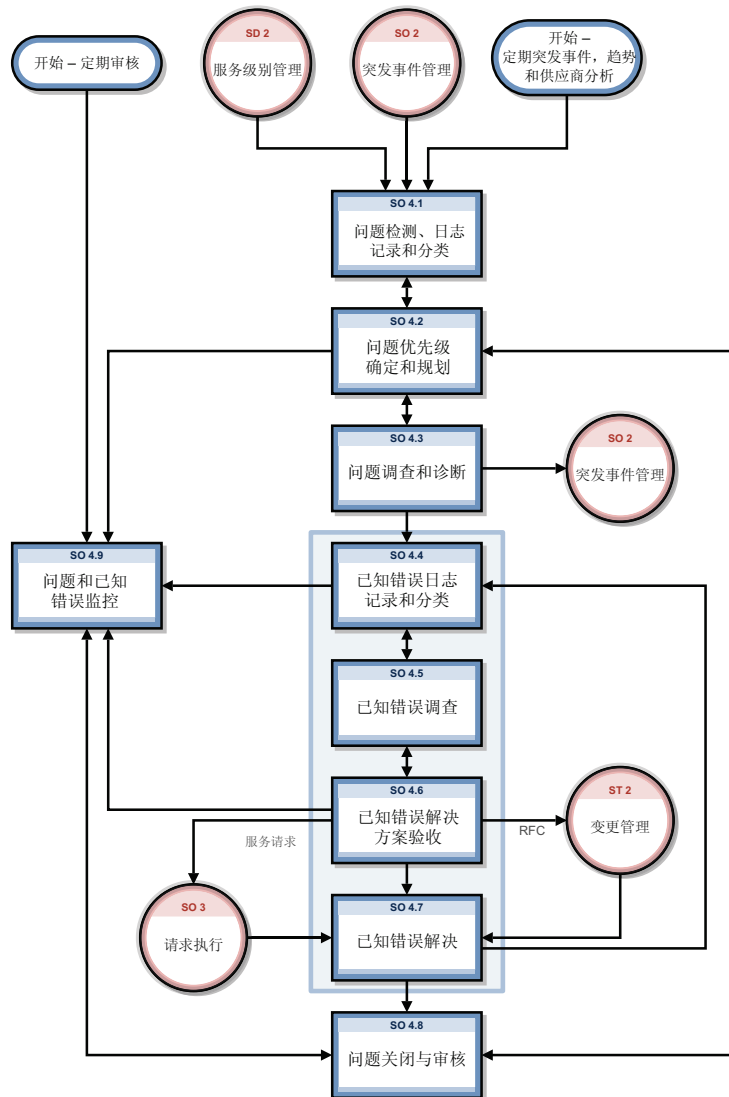 SD 2
服务级别管理
SO 2
突发事件管理
开始 – 定期审核
开始 –
定期突发事件，趋势
和供应商分析
SO 4.1
问题检测、日志
记录和分类
SO 4.2
问题优先级
确定和规划
SO 4.3
问题调查和诊断
SO 2
突发事件管理
SO 4.9
问题和已知
错误监控
SO 4.4
已知错误日志
记录和分类
SO 4.5
已知错误调查
SO 4.6
已知错误解决
方案验收
服务请求
RFC
ST 2
变更管理
SO 3
请求执行
SO 4.7
已知错误解决
SO 4.8
问题关闭与审核